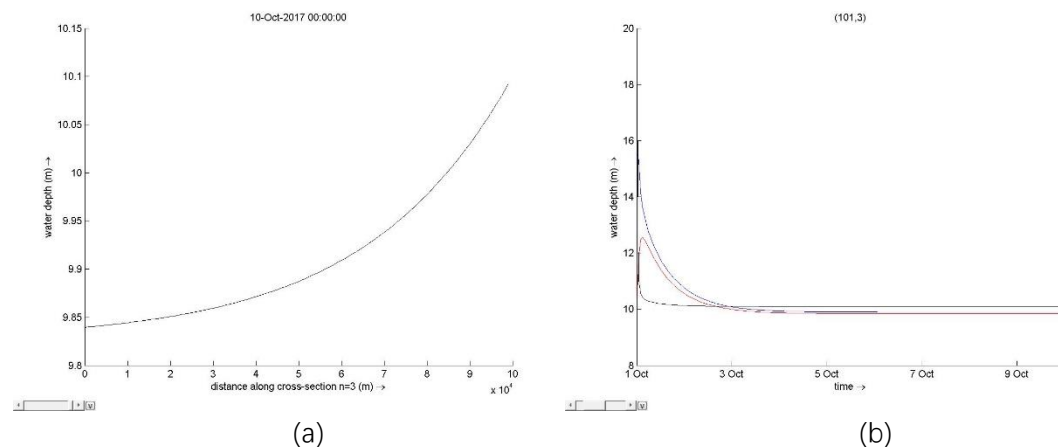 10-Oct-2017 00:00:00
10.15
10.1
10.05
10
9.95
9.9
9.85
9.8
water depth (m) →
0 1 2 3 4 5 6 7 8 9 10
distance along cross-section n=3 (m) →
x 10⁴
(a)
(101,3)
20
18
16
14
12
10
8
water depth (m) →
1 Oct 3 Oct 5 Oct 7 Oct 9 Oct
time →
(b)